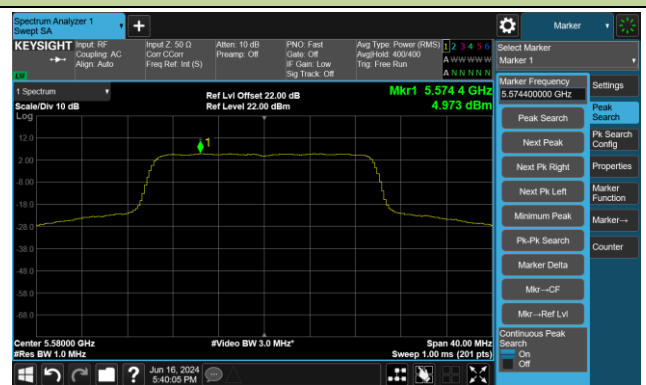 Spectrum Analyzer 1
Swept SA
Marker
KEYSIGHT
Input: RF
Coupling: AC
Align: Auto
Input Z: 50 Ω
Corr CCorr
Freq Ref: Int (S)
Atten: 10 dB
Preamp: Off
PNO: Fast
Gate: Off
IF Gain: Low
Sig Track: Off
Avg Type: Power (RMS)
Avg|Hold: 400/400
Trig: Free Run
1 2 3 4 5 6
A W W W W W
A N N N N N
LW
Select Marker
Marker 1
1 Spectrum
Scale/Div 10 dB
Log
Ref Lvl Offset 22.00 dB
Ref Level 22.00 dBm
Mkr1 5.574 4 GHz
4.973 dBm
1
12.0
2.00
-8.00
-18.0
-28.0
-38.0
-48.0
-58.0
-68.0
Center 5.58000 GHz
#Res BW 1.0 MHz
#Video BW 3.0 MHz*
Span 40.00 MHz
Sweep 1.00 ms (201 pts)
Marker Frequency
5.574400000 GHz
Peak Search
Next Peak
Next Pk Right
Next Pk Left
Minimum Peak
Pk-Pk Search
Marker Delta
Mkr→CF
Mkr→Ref Lvl
Continuous Peak
Search
On
Off
Settings
Peak
Search
Pk Search
Config
Properties
Marker
Function
Marker→
Counter
Jun 16, 2024
5:40:05 PM